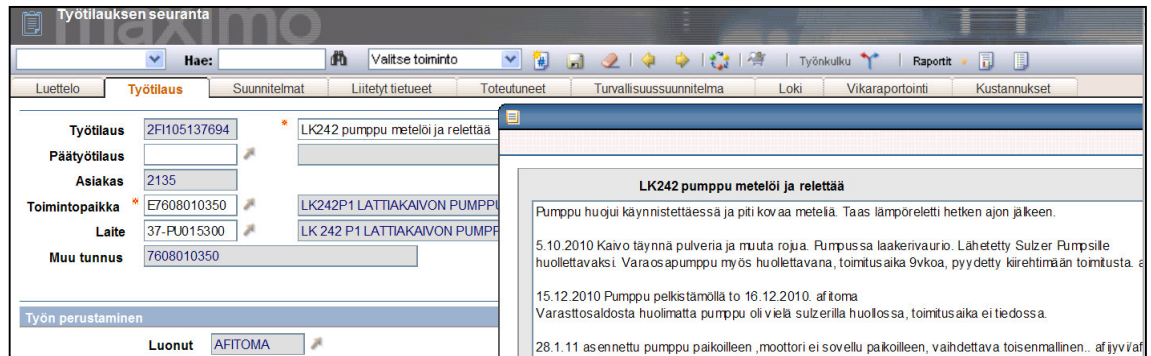 Työtilauksen seuranta
maximo
Hae: Valitse toiminto Työnkulku Raportit
Luettelo Työtilaus Suunnitelmat Liitetyt tietueet Toteutuneet Turvallisuussuunnitelma Loki Vikaraportointi Kustannukset
Työtilaus 2FI105137694 * LK242 pumppu metelöi ja relettää
Päätyötilaus
Asiakas 2135
Toimintopaikka * E7608010350 LK242P1 LATTIAKAIVON PUMPPU
Laite 37-PU015300 LK 242 P1 LATTIAKAIVON PUMPP
Muu tunnus 7608010350
Työn perustaminen
Luonut AFITOMA
LK242 pumppu metelöi ja relettää
Pumppu huojui käynnistettäessä ja piti kovaa meteliä. Taas lämpöreletti hetken ajon jälkeen.
5.10.2010 Kaivo täynnä pulveria ja muuta rojua. Pumpussa laakerivaurio. Lähetetty Sulzer Pumpsille
huollettavaksi. Varaosapumppu myös huollettavana, toimitusaika 9vkoa, pyydetty kiirehtimään toimitusta. a
15.12.2010 Pumppu pelkistämöllä to 16.12.2010. afitoma
Varasttosaldosta huolimatta pumppu oli vielä sulzerilla huollossa, toimitusaika ei tiedossa.
28.1.11 asennettu pumppu paikoilleen ,moottori ei sovellu paikoilleen, vaihdettava toisenmallinen.. afijyvi/af